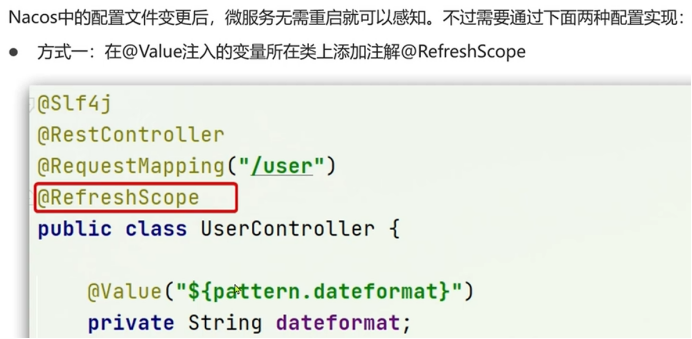 Nacos中的配置文件变更后，微服务无需重启就可以感知。不过需要通过下面两种配置实现：
● 方式一：在@Value注入的变量所在类上添加注解@RefreshScope
@Slf4j
@RestController
@RequestMapping("/user")
@RefreshScope
public class UserController {
@Value("${pattern.dateformat}")
private String dateformat;